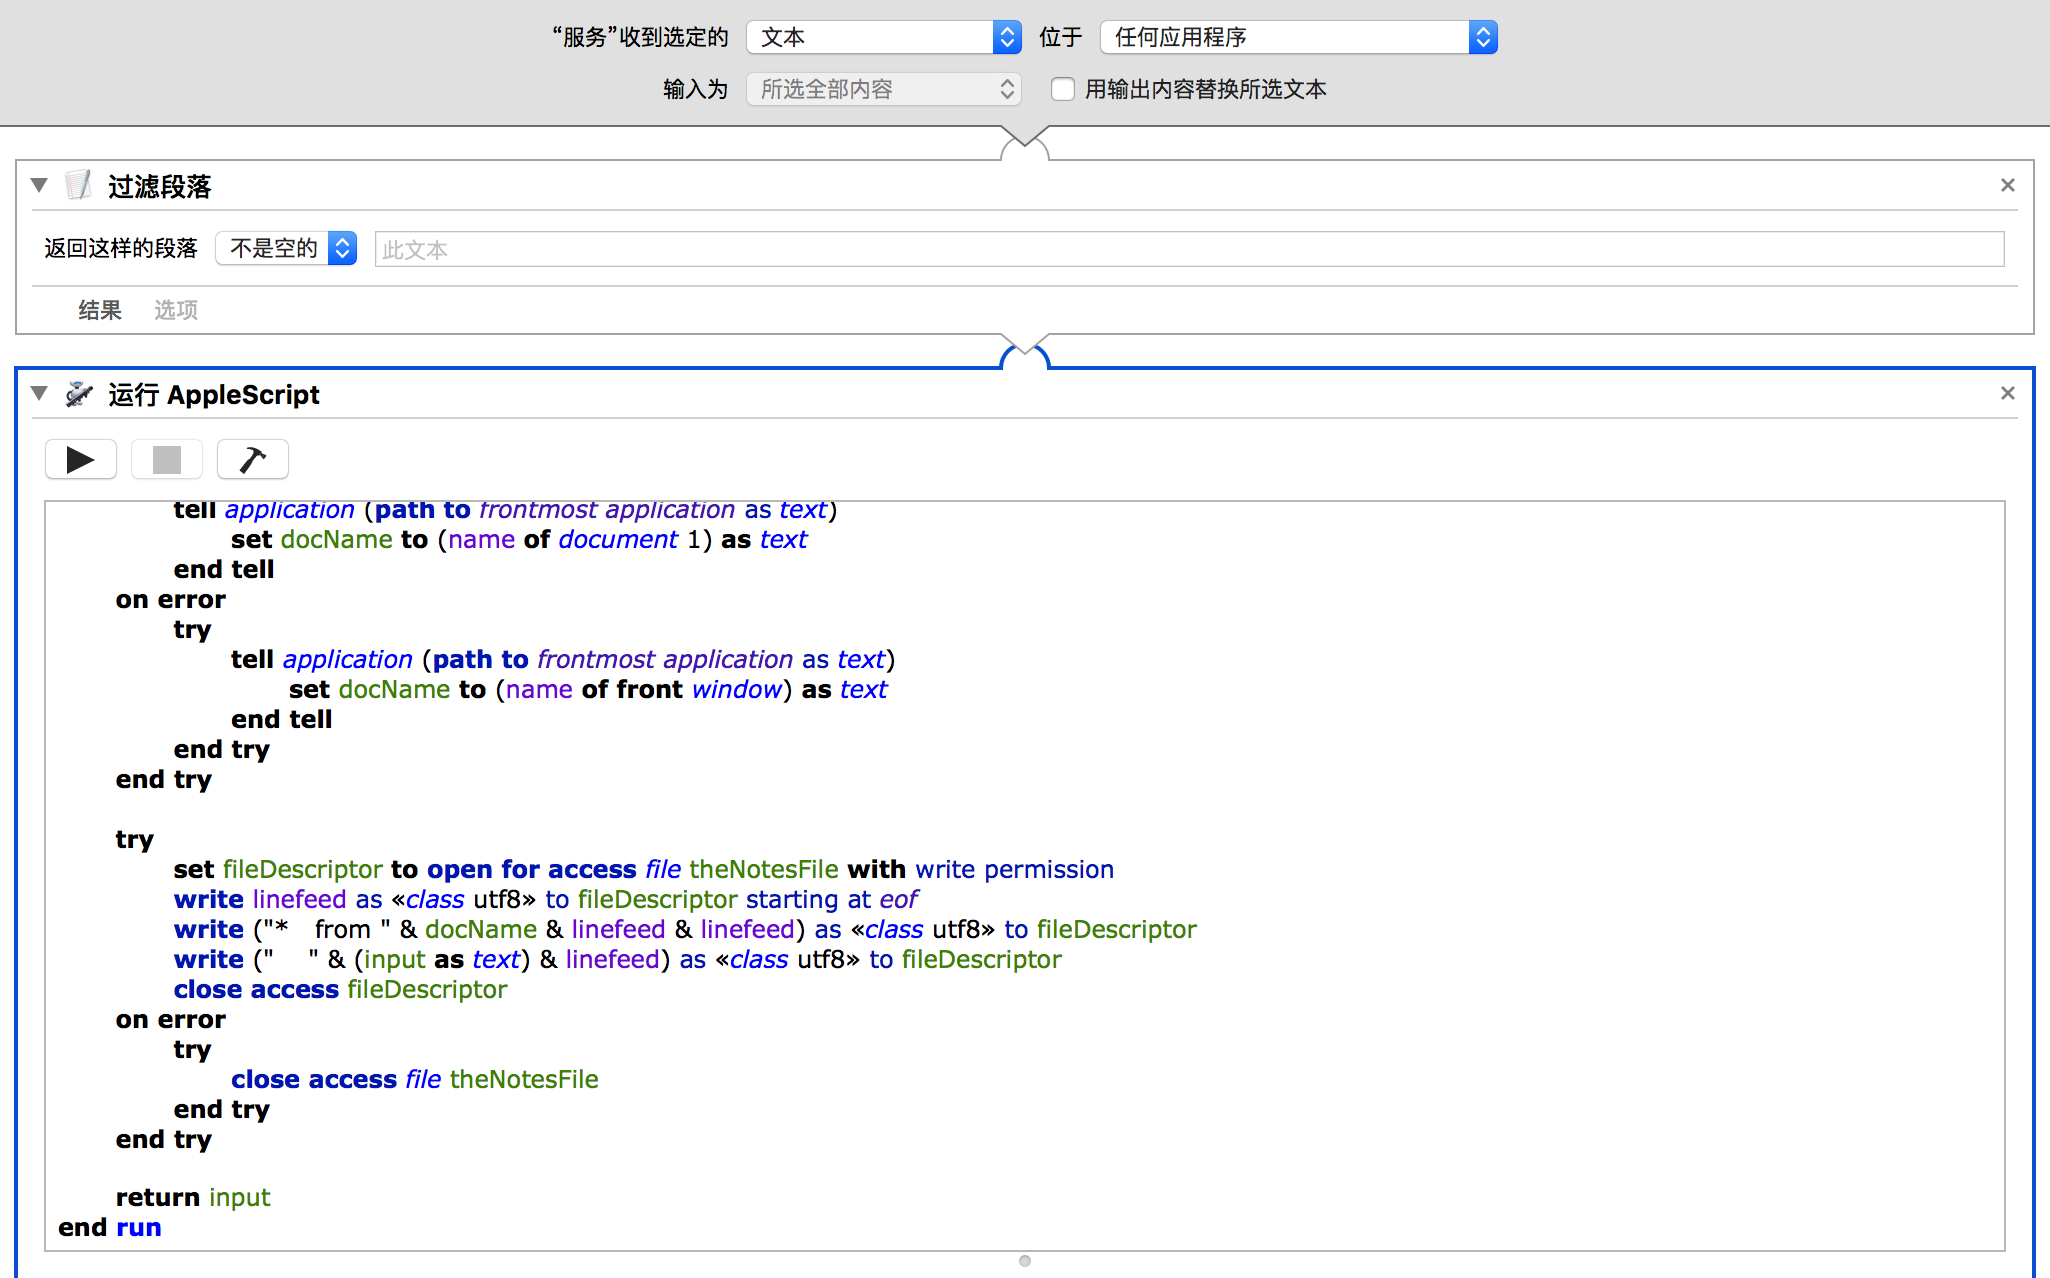 “服务”收到选定的 文本 位于 任何应用程序
输入为 所选全部内容 用输出内容替换所选文本
过滤段落
返回这样的段落 不是空的 此文本
结果 选项
运行 AppleScript
tell application (path to frontmost application as text)
set docName to (name of document 1) as text
end tell
on error
try
tell application (path to frontmost application as text)
set docName to (name of front window) as text
end tell
end try
end try
try
set fileDescriptor to open for access file theNotesFile with write permission
write linefeed as «class utf8» to fileDescriptor starting at eof
write ("*   from " & docName & linefeed & linefeed) as «class utf8» to fileDescriptor
write ("    " & (input as text) & linefeed) as «class utf8» to fileDescriptor
close access fileDescriptor
on error
try
close access file theNotesFile
end try
end try
return input
end run